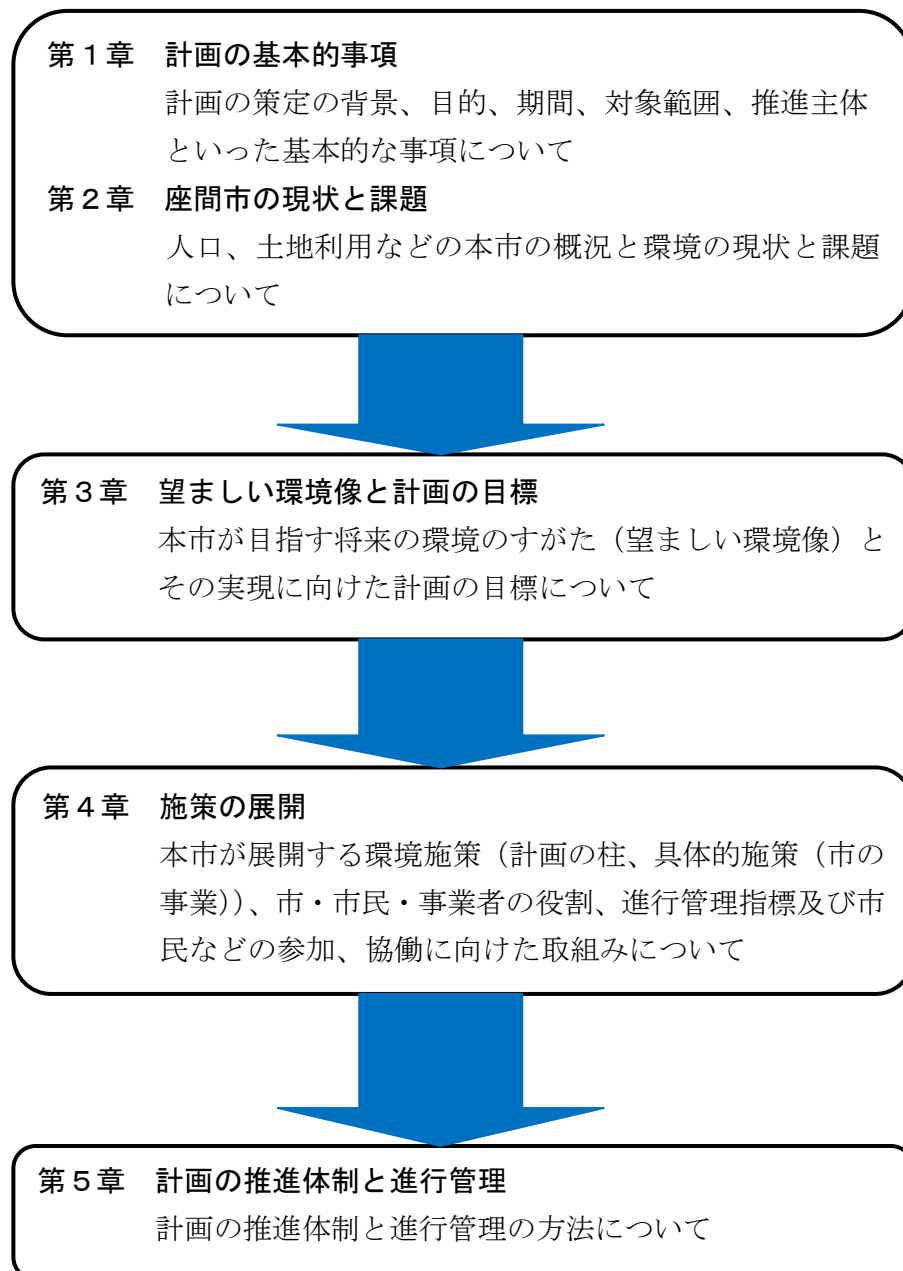 第１章　計画の基本的事項
計画の策定の背景、目的、期間、対象範囲、推進主体
といった基本的な事項について
第２章　座間市の現状と課題
人口、土地利用などの本市の概況と環境の現状と課題
について
第３章　望ましい環境像と計画の目標
本市が目指す将来の環境のすがた（望ましい環境像）と
その実現に向けた計画の目標について
第４章　施策の展開
本市が展開する環境施策（計画の柱、具体的施策（市の
事業））、市・市民・事業者の役割、進行管理指標及び市
民などの参加、協働に向けた取組みについて
第５章　計画の推進体制と進行管理
計画の推進体制と進行管理の方法について